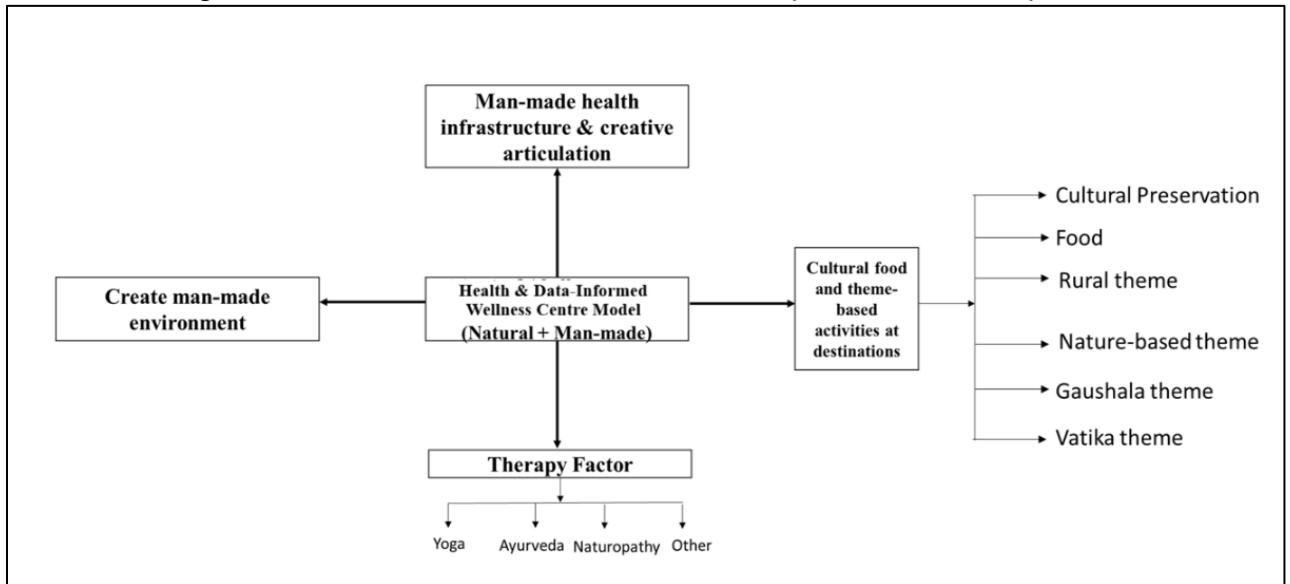 Man-made health
infrastructure & creative
articulation
Create man-made
environment
Health & Data-Informed
Wellness Centre Model
(Natural + Man-made)
Cultural food
and theme-
based
activities at
destinations
Cultural Preservation
Food
Rural theme
Nature-based theme
Gaushala theme
Vatika theme
Therapy Factor
Yoga Ayurveda Naturopathy Other